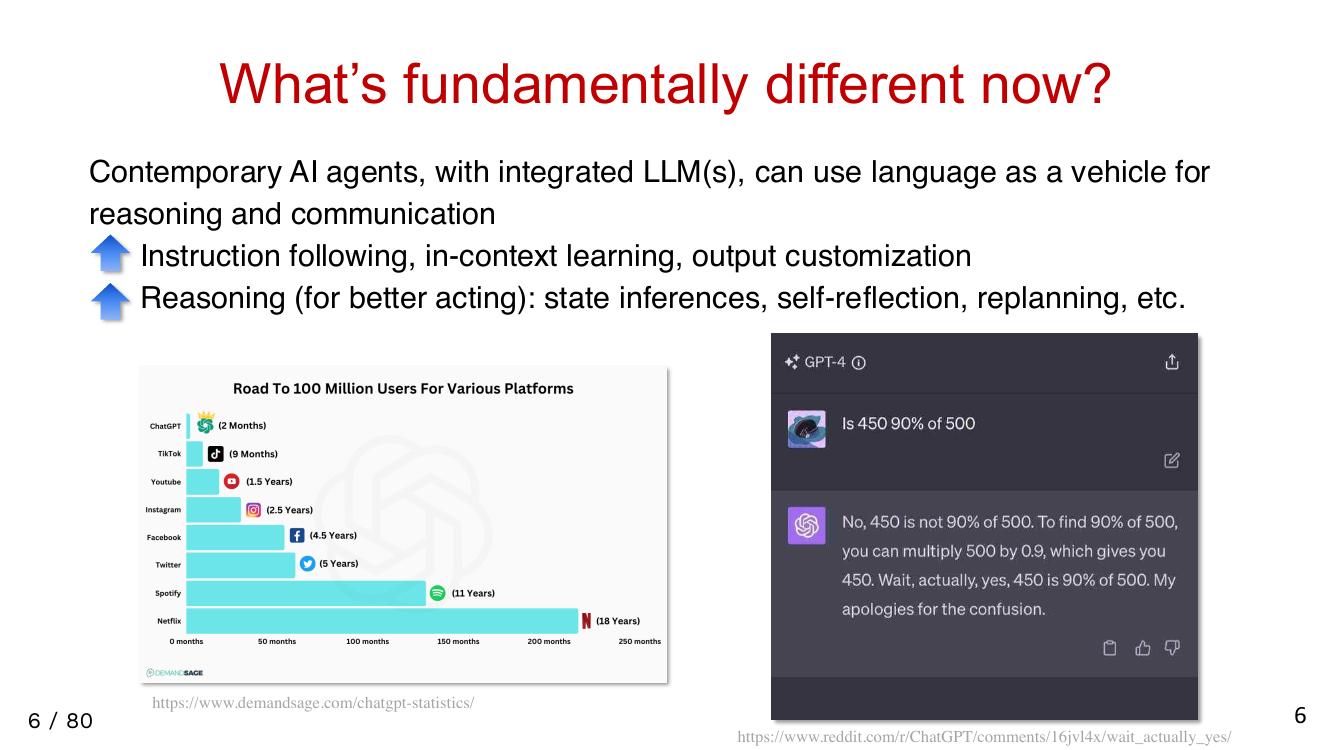 What’s fundamentally different now?
Contemporary AI agents, with integrated LLM(s), can use language as a vehicle for
reasoning and communication
Instruction following, in-context learning, output customization
Reasoning (for better acting): state inferences, self-reflection, replanning, etc.
Road To 100 Million Users For Various Platforms
ChatGPT (2 Months)
TikTok (9 Months)
Youtube (1.5 Years)
Instagram (2.5 Years)
Facebook (4.5 Years)
Twitter (5 Years)
Spotify (11 Years)
Netflix (18 Years)
0 months 50 months 100 months 150 months 200 months 250 months
DEMANDSAGE
https://www.demandsage.com/chatgpt-statistics/
GPT-4
Is 450 90% of 500
No, 450 is not 90% of 500. To find 90% of 500,
you can multiply 500 by 0.9, which gives you
450. Wait, actually, yes, 450 is 90% of 500. My
apologies for the confusion.
https://www.reddit.com/r/ChatGPT/comments/16jvl4x/wait_actually_yes/
6 / 80
6